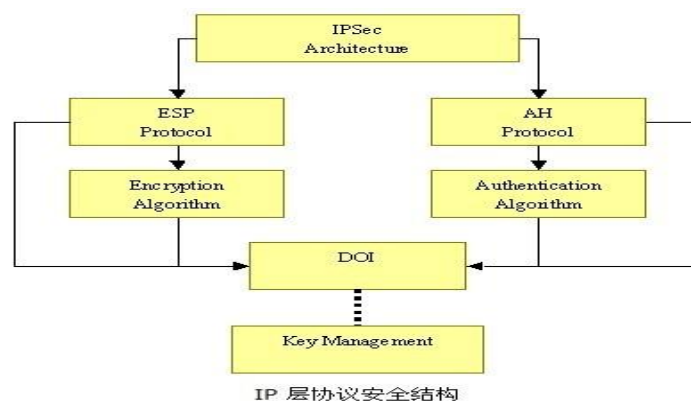 IPSec
Architecture
ESP
Protocol
AH
Protocol
Encryption
Algorithm
Authentication
Algorithm
DOI
Key Management
IP 层协议安全结构